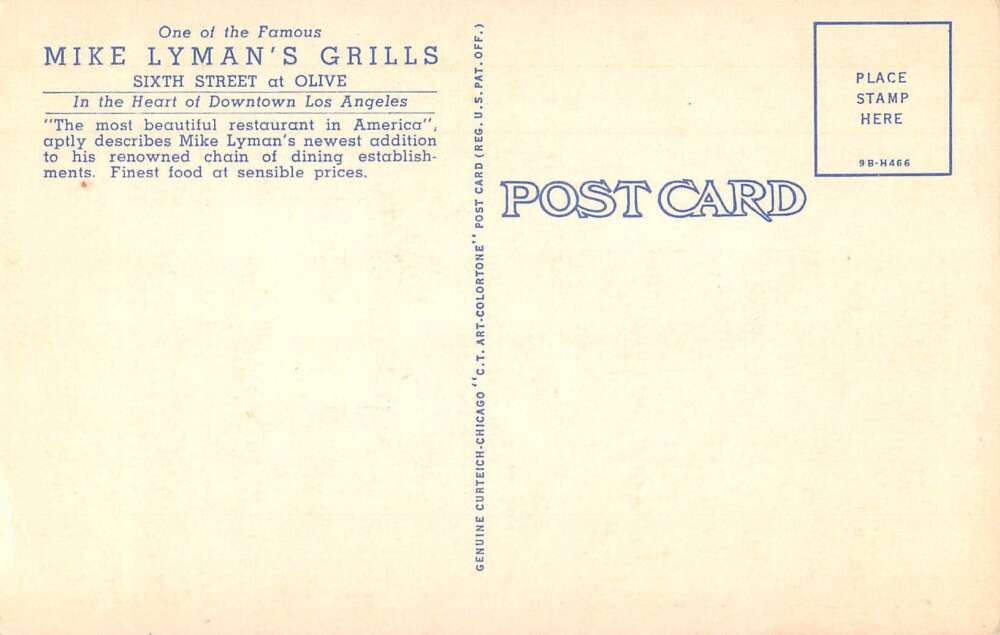 One of the Famous
MIKE LYMAN'S GRILLS
SIXTH STREET at OLIVE
In the Heart of Downtown Los Angeles
"The most beautiful restaurant in America",
aptly describes Mike Lyman's newest addition
to his renowned chain of dining establish-
ments. Finest food at sensible prices.
GENUINE CURTEICH-CHICAGO "C.T. ART-COLORTONE" POST CARD (REG. U.S. PAT. OFF.)
POST CARD
PLACE
STAMP
HERE
9B-H466